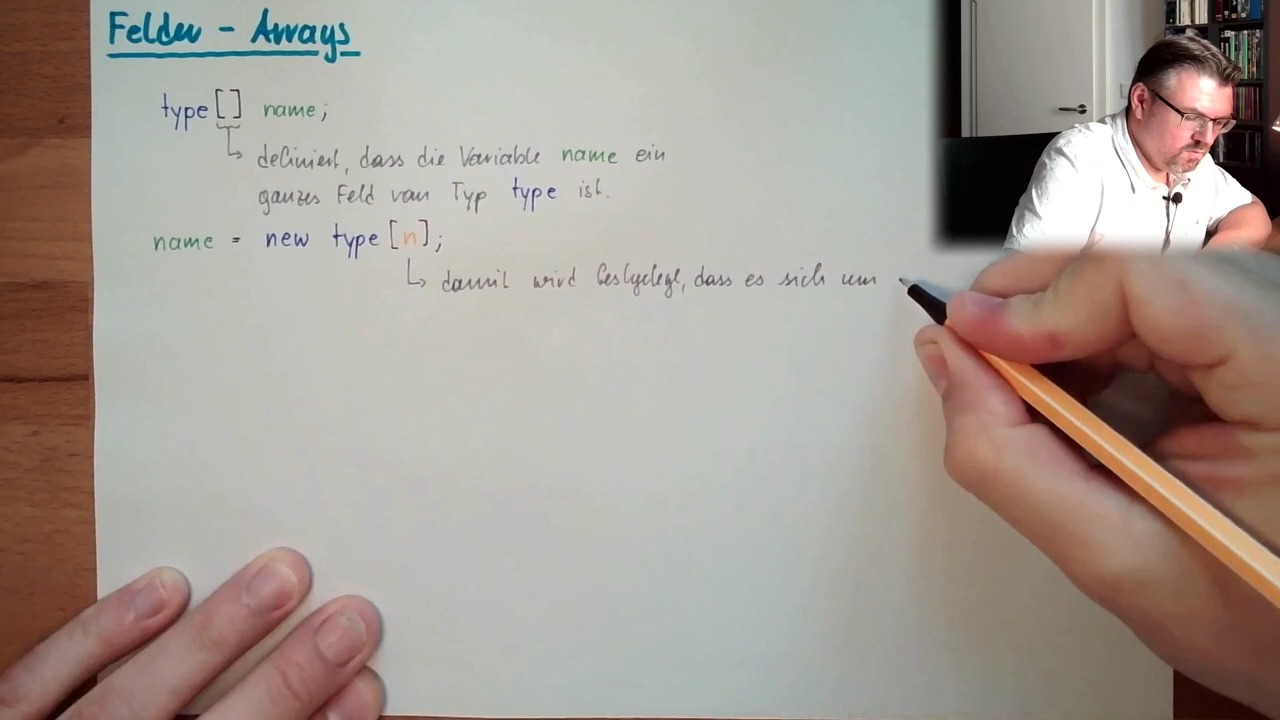 Felder - Arrays
type[] name;
definiert, dass die Variable name ein
ganzes Feld vom Typ type ist.
name = new type[n];
damit wird festgelegt, dass es sich um